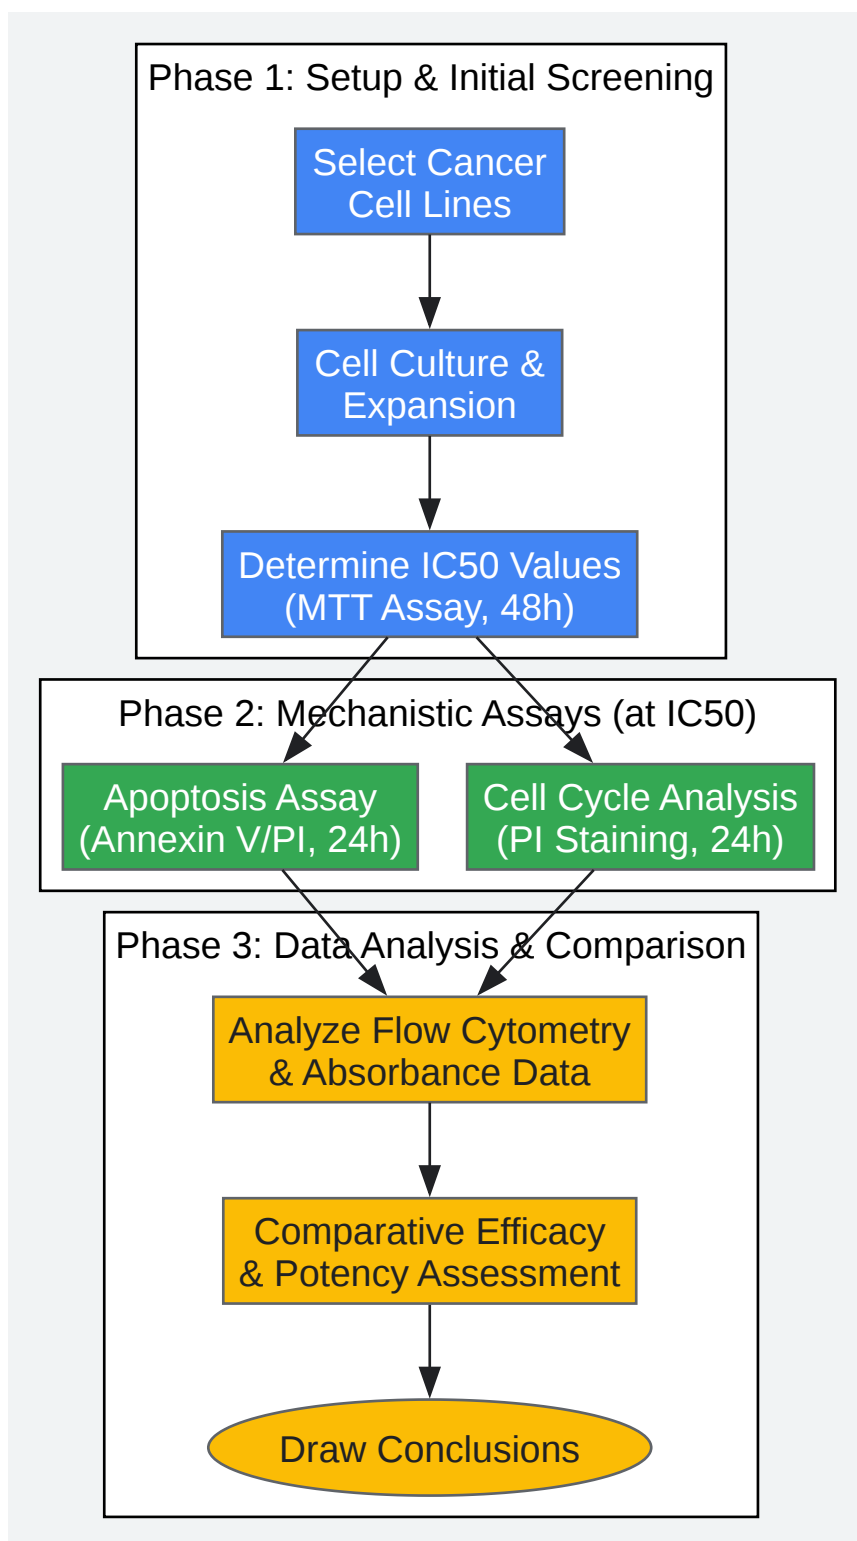 Phase 1: Setup & Initial Screening
Select Cancer
Cell Lines
Cell Culture &
Expansion
Determine IC50 Values
(MTT Assay, 48h)
Phase 2: Mechanistic Assays (at IC50)
Apoptosis Assay
(Annexin V/PI, 24h)
Cell Cycle Analysis
(PI Staining, 24h)
Phase 3: Data Analysis & Comparison
Analyze Flow Cytometry
& Absorbance Data
Comparative Efficacy
& Potency Assessment
Draw Conclusions